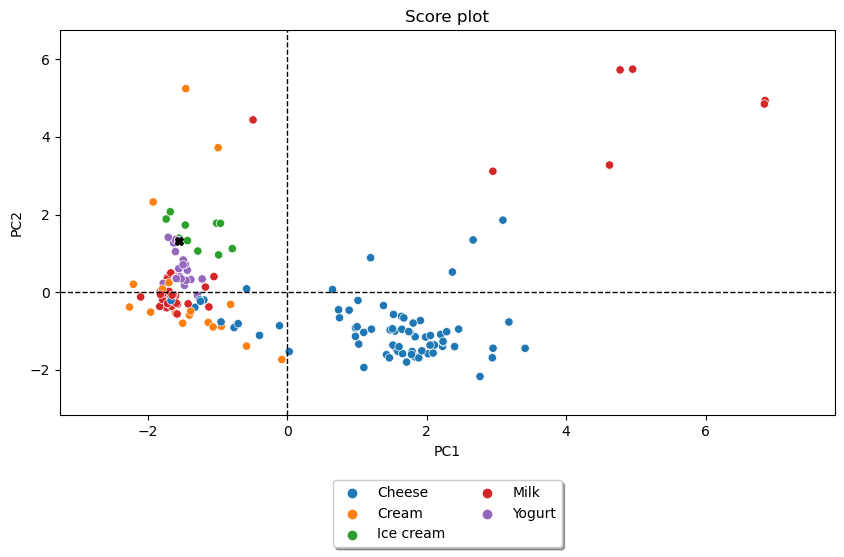 Score plot
PC2
6
4
2
0
−2
−2 0 2 4 6
PC1
Cheese Milk
Cream Yogurt
Ice cream